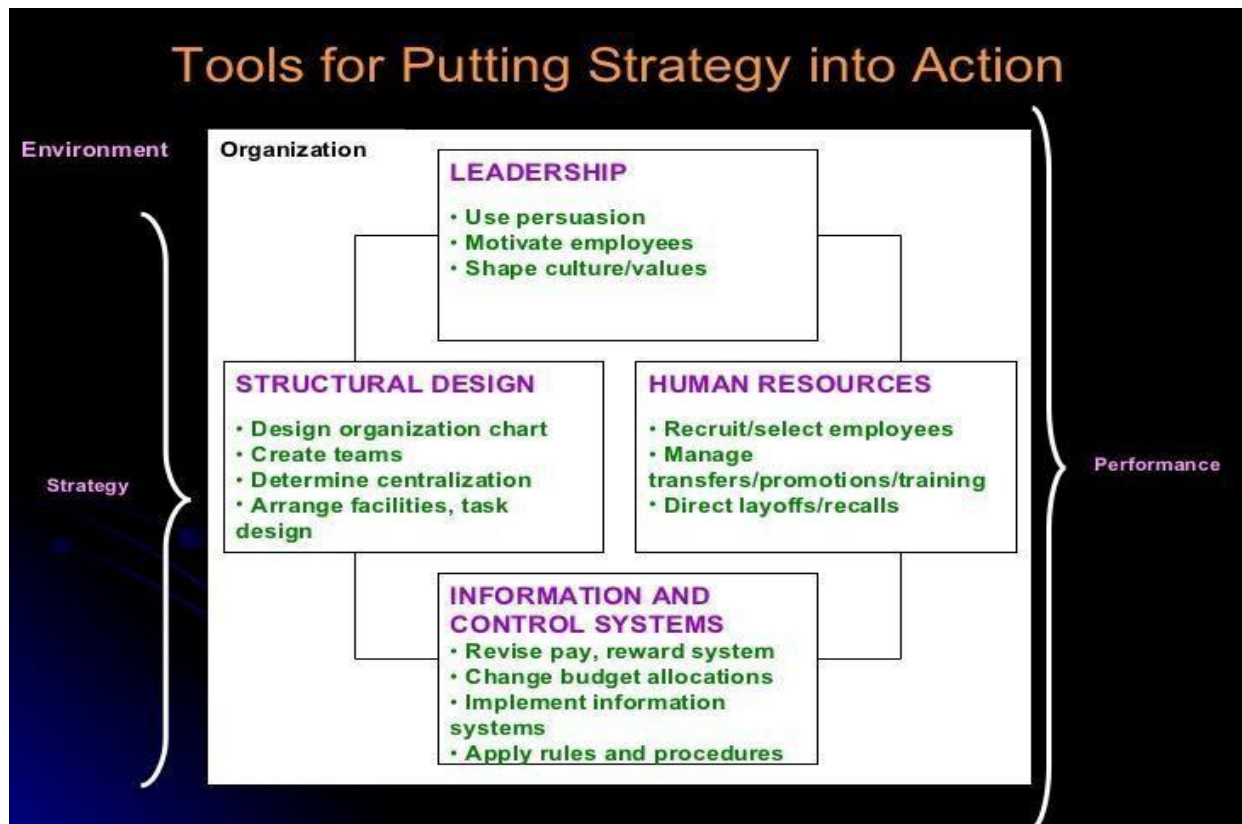 Tools for Putting Strategy into Action
Environment
Organization
LEADERSHIP
• Use persuasion
• Motivate employees
• Shape culture/values
STRUCTURAL DESIGN
• Design organization chart
• Create teams
• Determine centralization
• Arrange facilities, task
design
HUMAN RESOURCES
• Recruit/select employees
• Manage
transfers/promotions/training
• Direct layoffs/recalls
Strategy
Performance
INFORMATION AND
CONTROL SYSTEMS
• Revise pay, reward system
• Change budget allocations
• Implement information
systems
• Apply rules and procedures